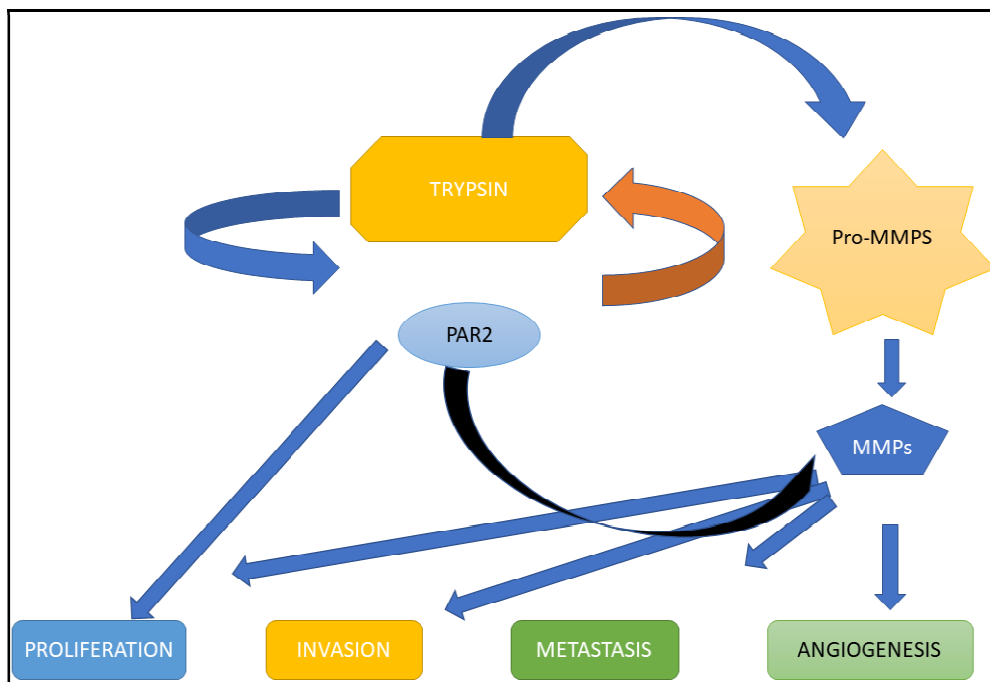 TRYPSIN
Pro-MMPS
PAR2
MMPs
PROLIFERATION
INVASION
METASTASIS
ANGIOGENESIS